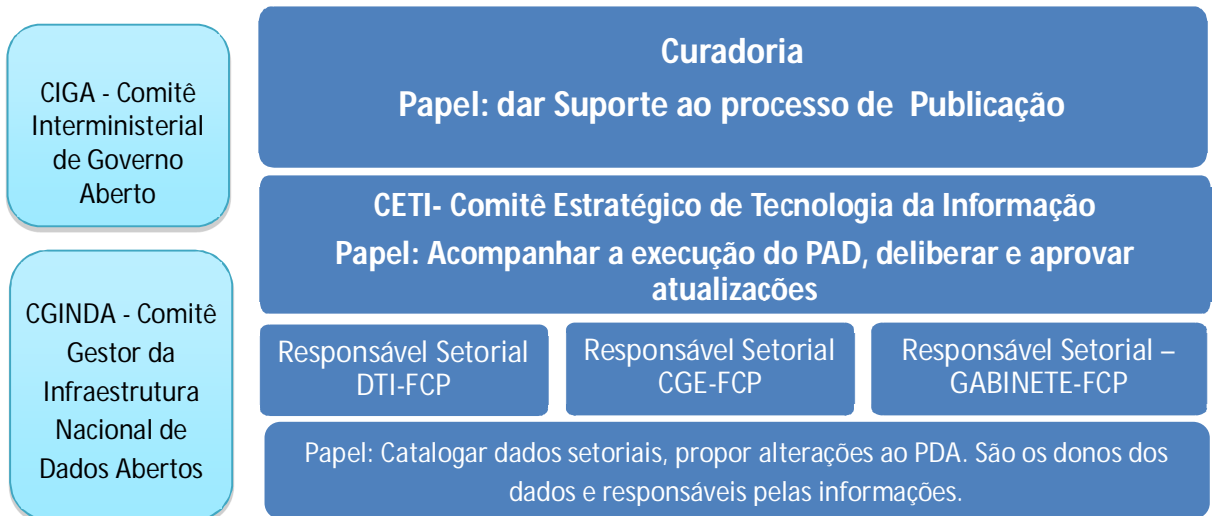 CIGA - Comitê
Interministerial
de Governo
Aberto
CGINDA - Comitê
Gestor da
Infraestrutura
Nacional de
Dados Abertos
Curadoria
Papel: dar Suporte ao processo de Publicação
CETI- Comitê Estratégico de Tecnologia da Informação
Papel: Acompanhar a execução do PAD, deliberar e aprovar
atualizacões
Responsável Setorial
DTI-FCP
Responsável Setorial
CGE-FCP
Responsável Setorial –
GABINETE-FCP
Papel: Catalogar dados setoriais, propor alterações ao PDA. São os donos dos
dados e responsáveis pelas informações.